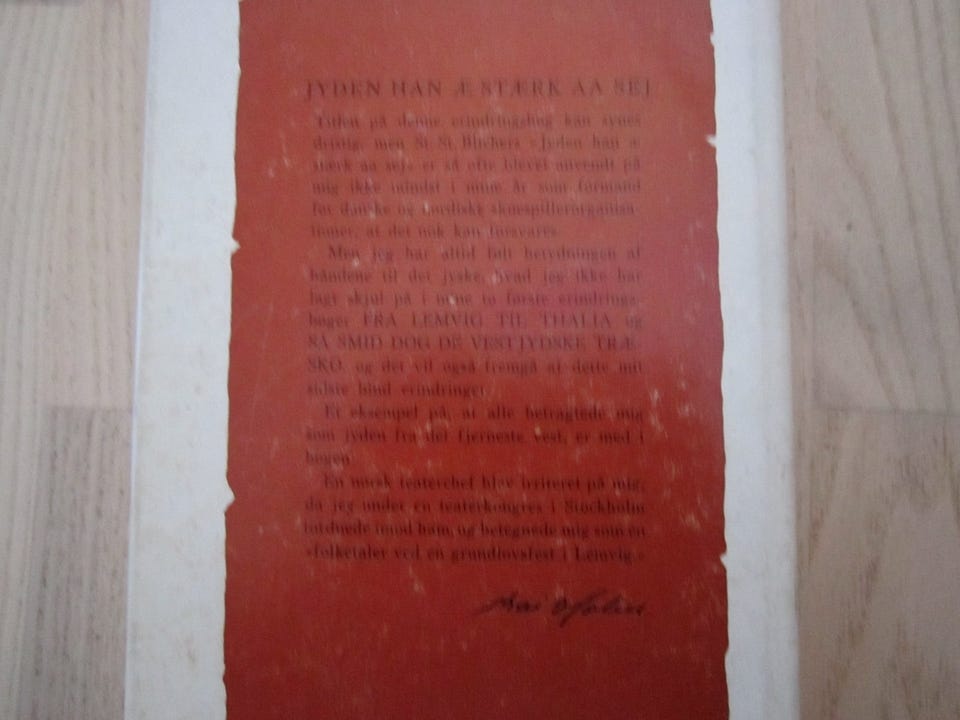 JYDEN HAN Æ STÆRK AA SEJ
Titlen på denne erindringsbog kan synes
dristig, men St. St. Blichers »Jyden han æ
stærk aa sej« er så ofte blevet anvendt på
mig ikke mindst i mine år som formand
for danske og nordiske skuespillerorganisa-
tioner, at det nok kan forsvares.
Men jeg har altid følt betydningen af
båndene til det jyske, hvad jeg ikke har
lagt skjul på i mine to første erindrings-
bøger FRA LEMVIG TIL THALIA og
SÅ SMID DOG DE VESTJYDSKE TRÆ-
SKO, og det vil også fremgå af dette mit
sidste bind erindringer.
Et eksempel på, at alle betragtede mig
som jyden fra det fjerneste vest, er med i
bogen.
En norsk teaterchef blev irriteret på mig,
da jeg under en teaterkongres i Stockholm
imod ham, og betegnede mig som en
»folketaler ved en grundlovsfest i Lemvig.«